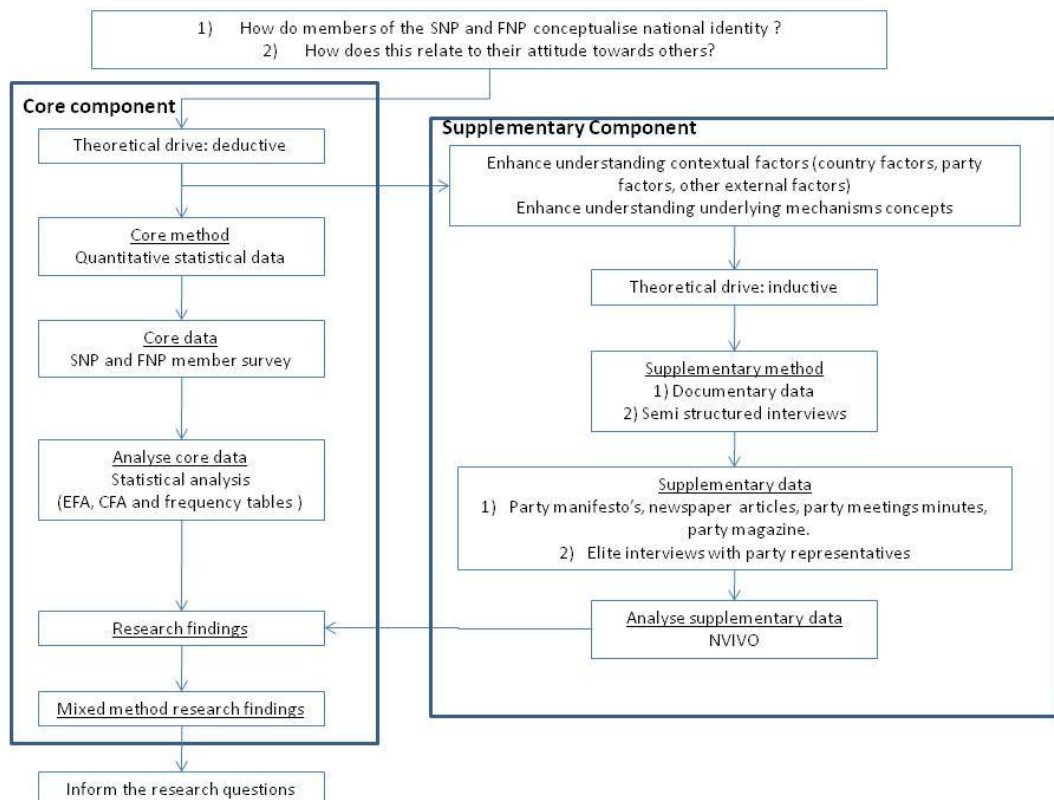 1) How do members of the SNP and FNP conceptualise national identity ?
2) How does this relate to their attitude towards others?
Core component
Theoretical drive: deductive
Core method
Quantitative statistical data
Core data
SNP and FNP member survey
Analyse core data
Statistical analysis
(EFA, CFA and frequency tables )
Research findings
Mixed method research findings
Inform the research questions
Supplementary Component
Enhance understanding contextual factors (country factors, party
factors, other external factors)
Enhance understanding underlying mechanisms concepts
Theoretical drive: inductive
Supplementary method
1) Documentary data
2) Semi structured interviews
Supplementary data
1) Party manifesto's, newspaper articles, party meetings minutes,
party magazine.
2) Elite interviews with party representatives
Analyse supplementary data
NVIVO